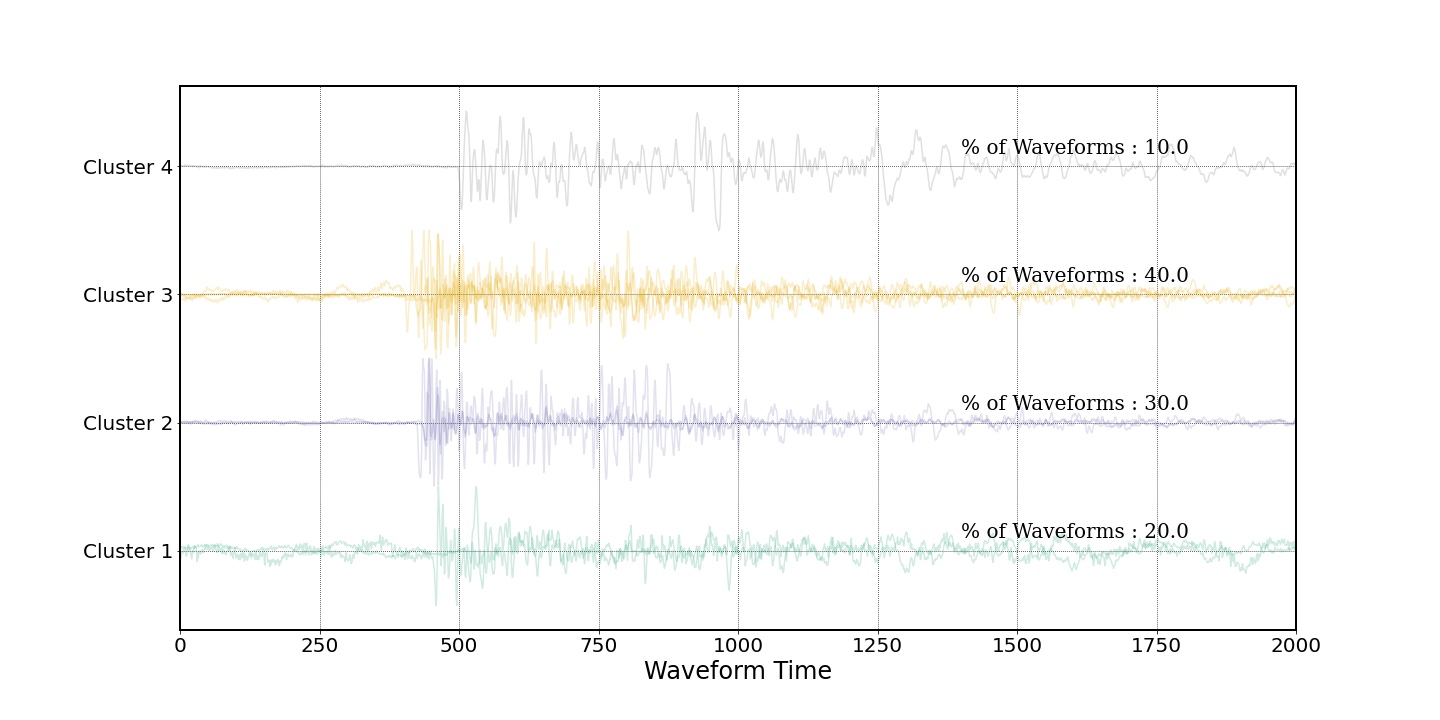 Cluster 4
% of Waveforms : 10.0
Cluster 3
% of Waveforms : 40.0
Cluster 2
% of Waveforms : 30.0
Cluster 1
% of Waveforms : 20.0
0 250 500 750 1000 1250 1500 1750 2000
Waveform Time